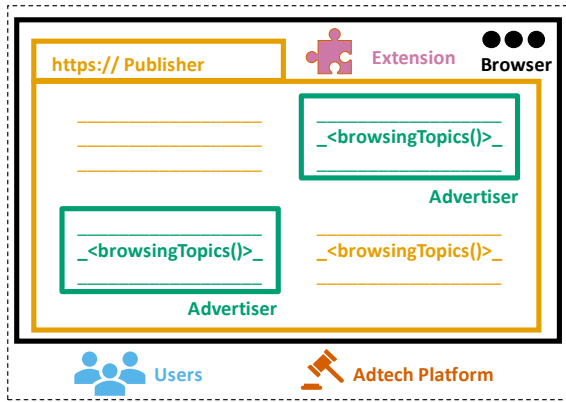 https:// Publisher
Extension
Browser
_<browsingTopics()>_
Advertiser
_<browsingTopics()>_
_<browsingTopics()>_
Advertiser
Users
Adtech Platform